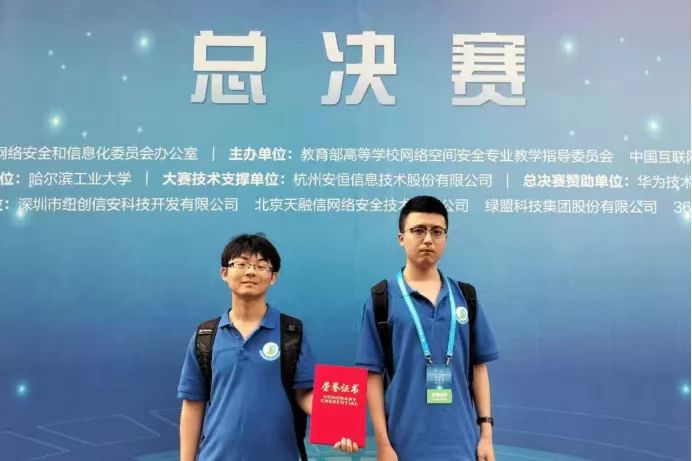 总决赛
网络安全和信息化委员会办公室 | 主办单位：教育部高等学校网络空间安全专业教学指导委员会 中国互联网
位：哈尔滨工业大学 | 大赛技术支撑单位：杭州安恒信息技术股份有限公司 | 总决赛赞助单位：华为技术
：深圳市纽创信安科技开发有限公司 北京天融信网络安全技术 公司 绿盟科技集团股份有限公司 36
荣誉证书
HONORARY
CREDENTIAL